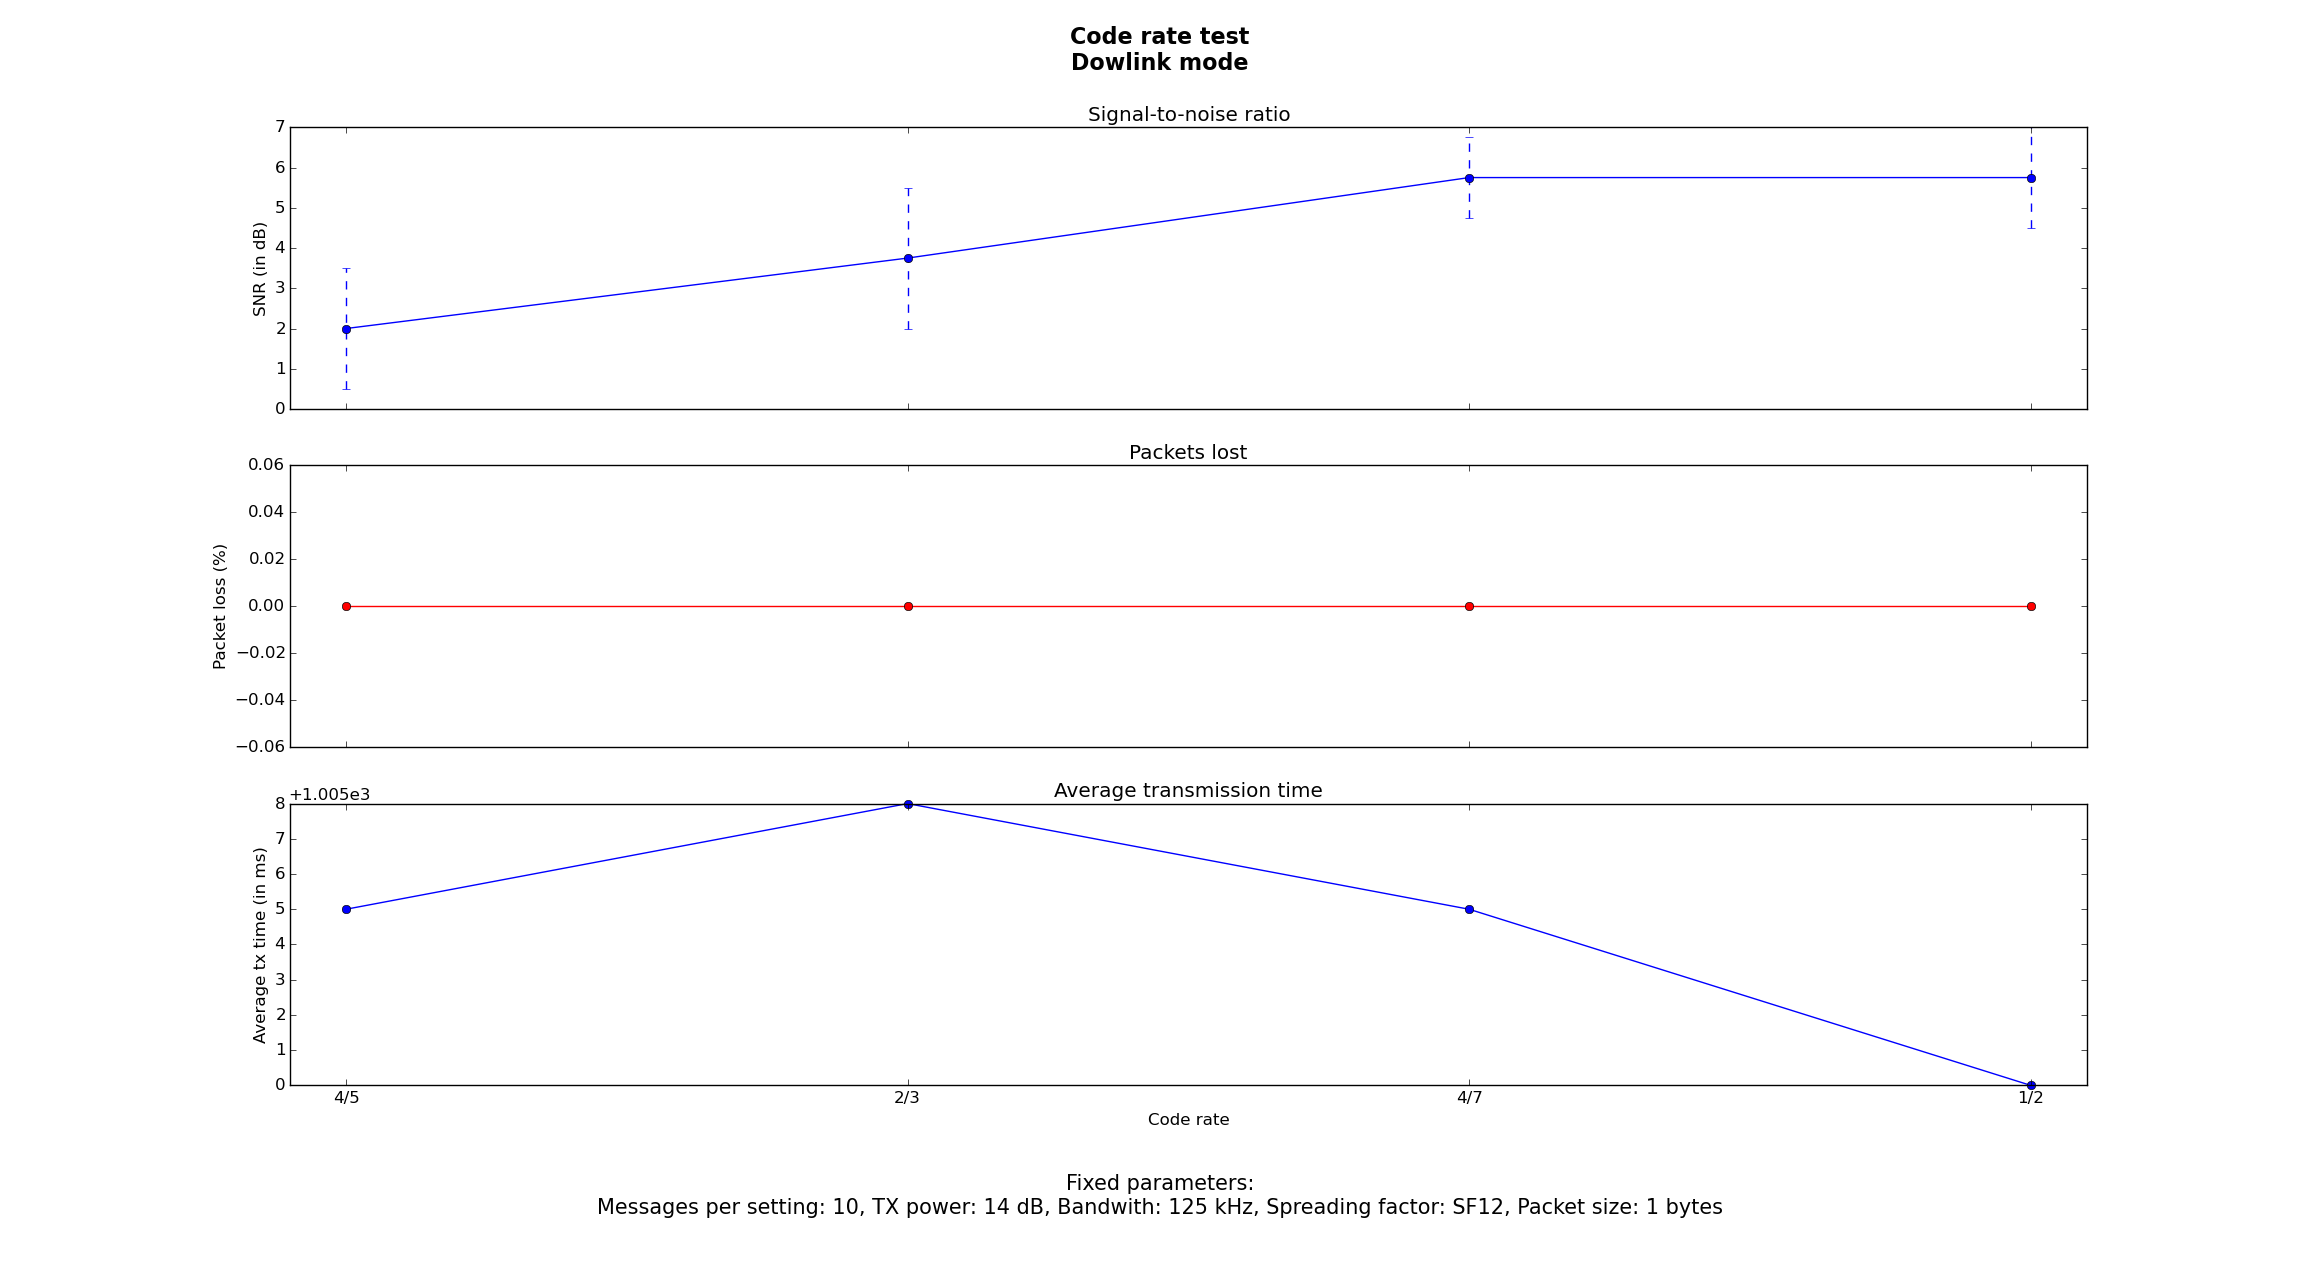 Code rate test
Dowlink mode
Signal-to-noise ratio
7
6
5
4
3
2
1
0
SNR (in dB)
Packets lost
0.06
0.04
0.02
0.00
−0.02
−0.04
−0.06
Packet loss (%)
Average transmission time
+1.005e3
8
7
6
5
4
3
2
1
0
Average tx time (in ms)
4/5 2/3 4/7 1/2
Code rate
Fixed parameters:
Messages per setting: 10, TX power: 14 dB, Bandwith: 125 kHz, Spreading factor: SF12, Packet size: 1 bytes